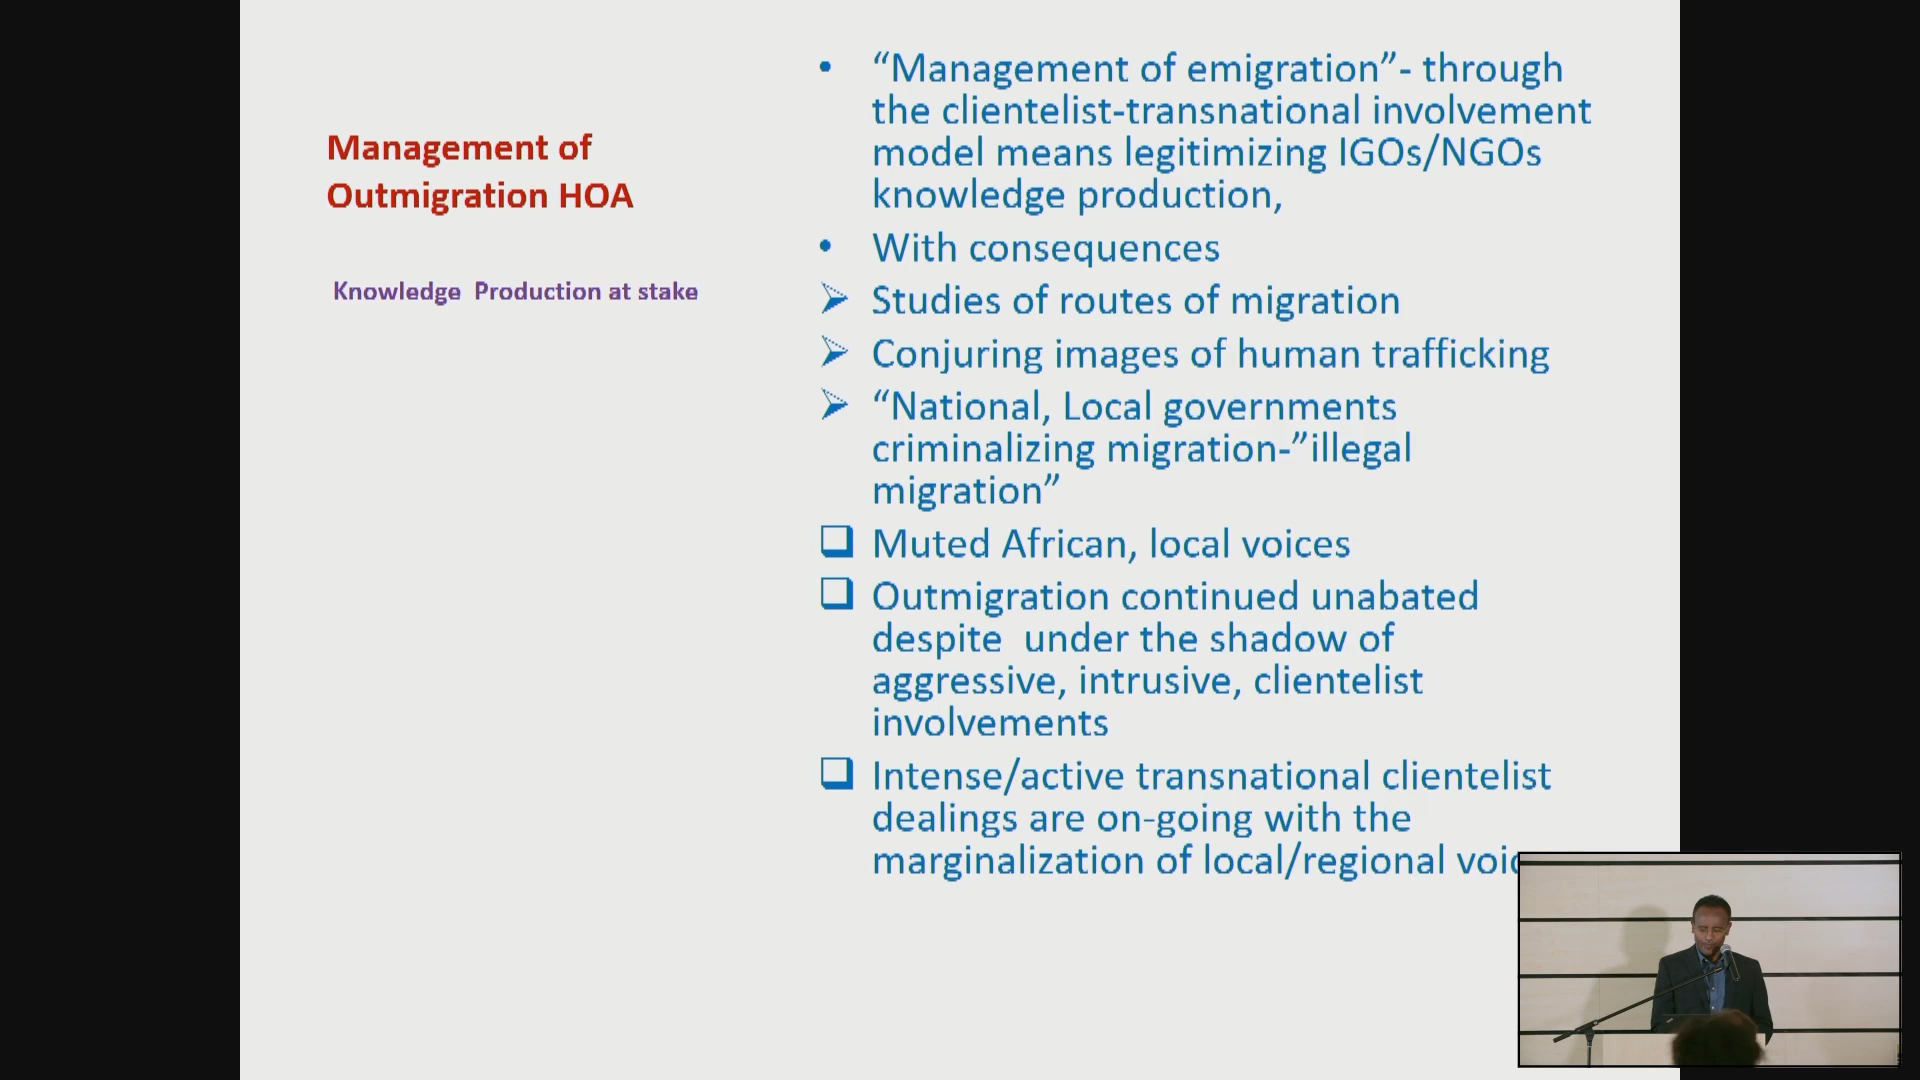 Management of
Outmigration HOA
Knowledge Production at stake
“Management of emigration”- through
the clientelist-transnational involvement
model means legitimizing IGOs/NGOs
knowledge production,
With consequences
Studies of routes of migration
Conjuring images of human trafficking
“National, Local governments
criminalizing migration-”illegal
migration”
Muted African, local voices
Outmigration continued unabated
despite under the shadow of
aggressive, intrusive, clientelist
involvements
Intense/active transnational clientelist
dealings are on-going with the
marginalization of local/regional